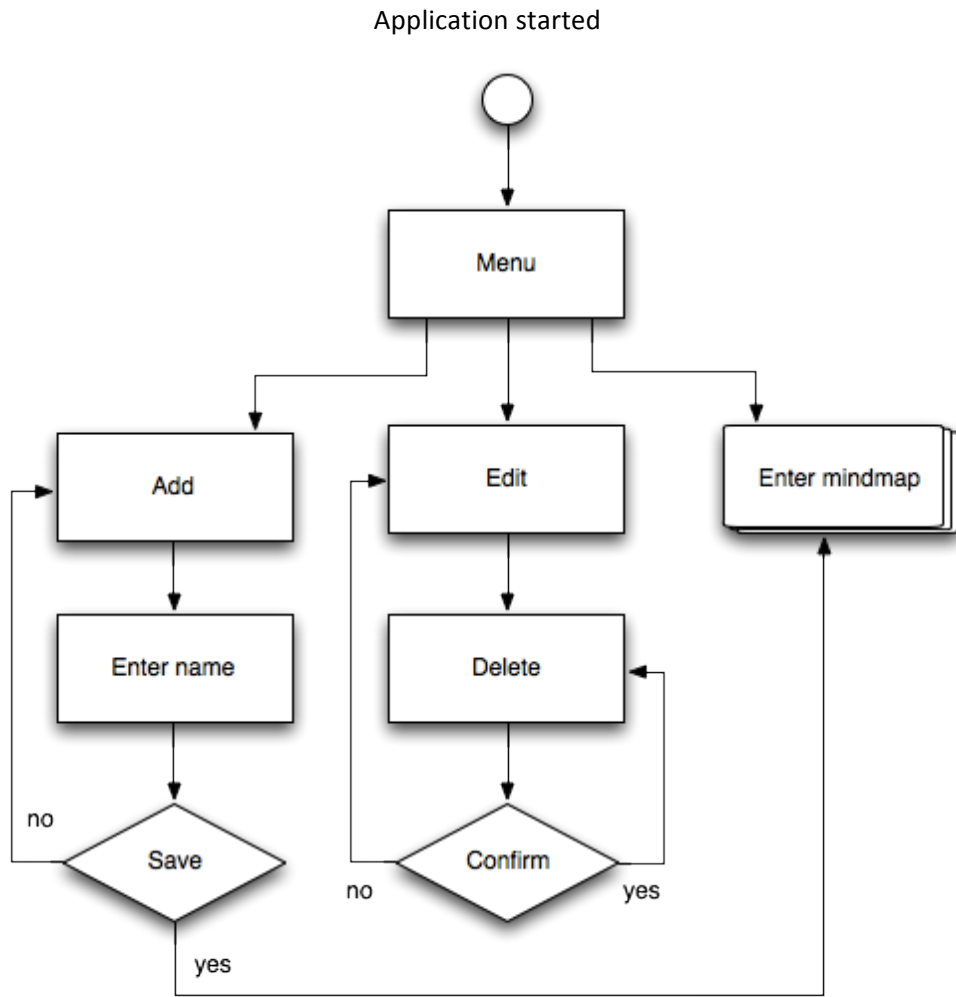 Application started
Menu
Add
Edit
Enter mindmap
Enter name
Delete
no
Save
Confirm
no
yes
yes